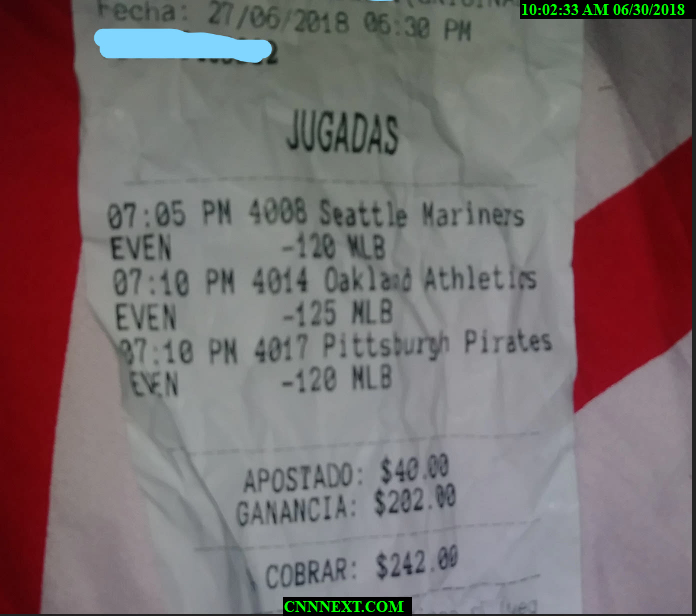 10:02:33 AM 06/30/2018
Fecha: 27/06/2018 06:30 PM
JUGADAS
07:05 PM 4008 Seattle Mariners
EVEN -120 MLB
07:10 PM 4014 Oakland Athletics
EVEN -125 MLB
07:10 PM 4017 Pittsburgh Pirates
EVEN -120 MLB
APOSTADO: $40.00
GANANCIA: $202.00
COBRAR: $242.00
CNNNEXT.COM